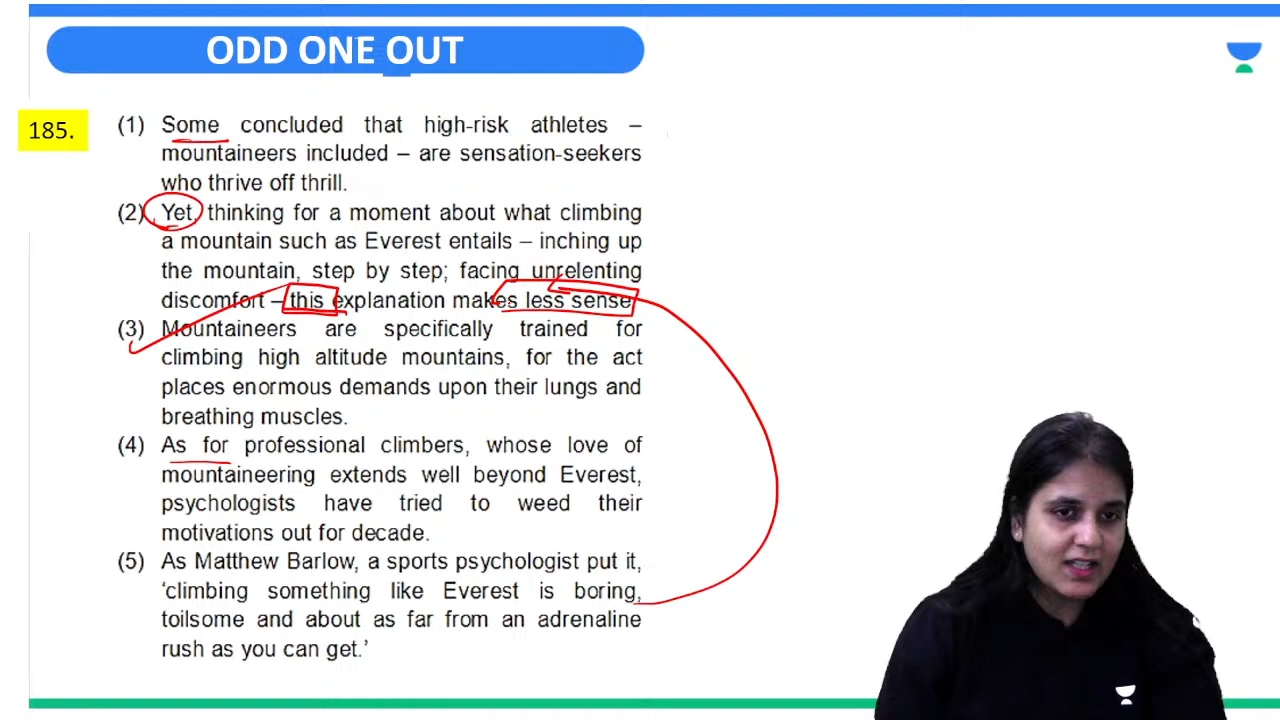 ODD ONE OUT
185.
(1) Some concluded that high-risk athletes –
mountaineers included – are sensation-seekers
who thrive off thrill.
(2) Yet, thinking for a moment about what climbing
a mountain such as Everest entails – inching up
the mountain, step by step; facing unrelenting
discomfort – this explanation makes less sense.
(3) Mountaineers are specifically trained for
climbing high altitude mountains, for the act
places enormous demands upon their lungs and
breathing muscles.
(4) As for professional climbers, whose love of
mountaineering extends well beyond Everest,
psychologists have tried to weed their
motivations out for decade.
(5) As Matthew Barlow, a sports psychologist put it,
‘climbing something like Everest is boring,
toilsome and about as far from an adrenaline
rush as you can get.’